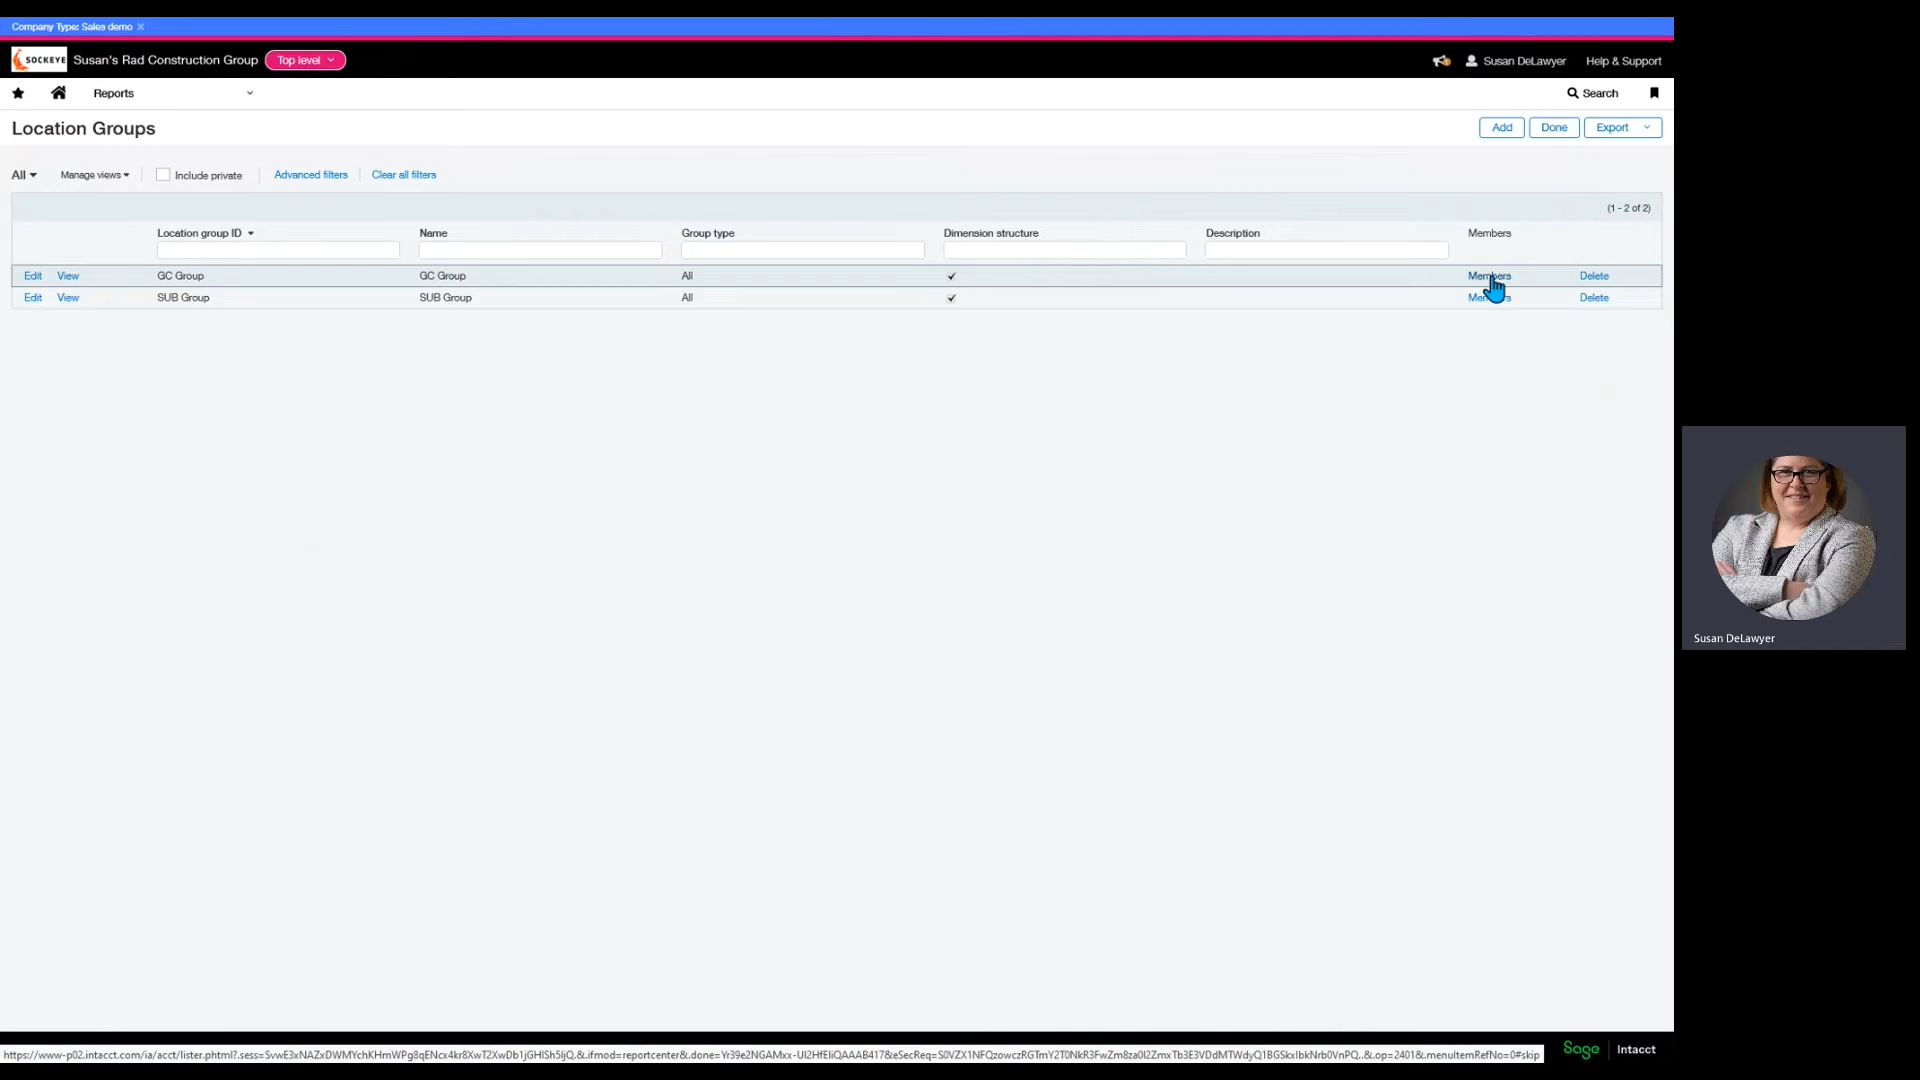 Company Type: Sales demo ×
SOCKEYE Susan's Rad Construction Group Top level Susan DeLawyer Help & Support
Reports Search
Location Groups Add Done Export
All Manage views Include private Advanced filters Clear all filters
(1 - 2 of 2)
Location group ID Name Group type Dimension structure Description Members
Edit View GC Group GC Group All ✓ Members Delete
Edit View SUB Group SUB Group All ✓ Delete
Susan DeLawyer
Sage Intacct